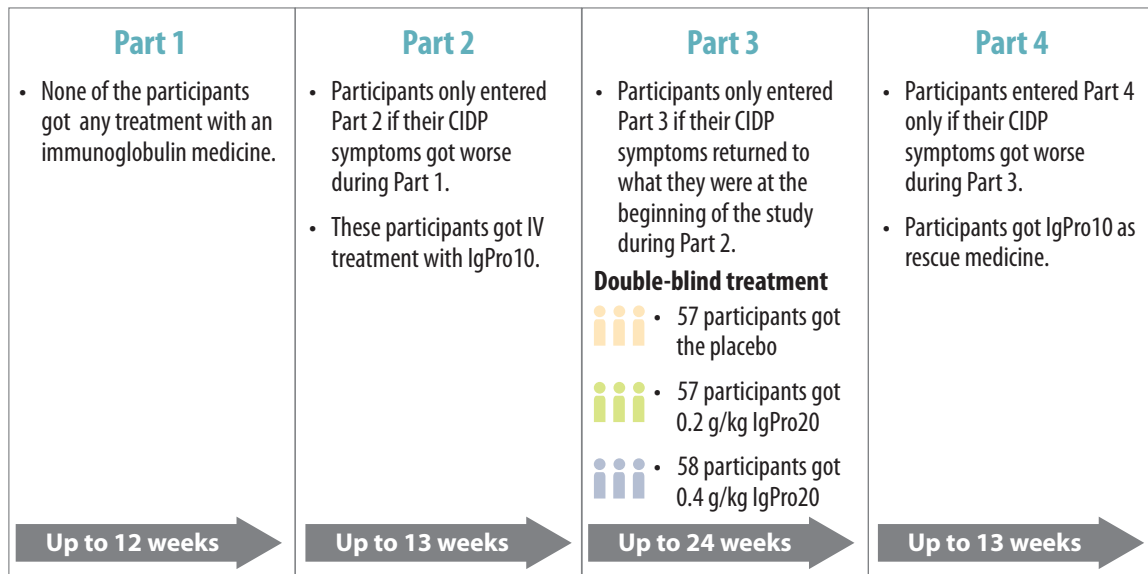 Part 1
• None of the participants
got any treatment with an
immunoglobulin medicine.
Up to 12 weeks
Part 2
• Participants only entered
Part 2 if their CIDP
symptoms got worse
during Part 1.
• These participants got IV
treatment with IgPro10.
Up to 13 weeks
Part 3
• Participants only entered
Part 3 if their CIDP
symptoms returned to
what they were at the
beginning of the study
during Part 2.
Double-blind treatment
• 57 participants got
the placebo
• 57 participants got
0.2 g/kg IgPro20
• 58 participants got
0.4 g/kg IgPro20
Up to 24 weeks
Part 4
• Participants entered Part 4
only if their CIDP
symptoms got worse
during Part 3.
• Participants got IgPro10 as
rescue medicine.
Up to 13 weeks